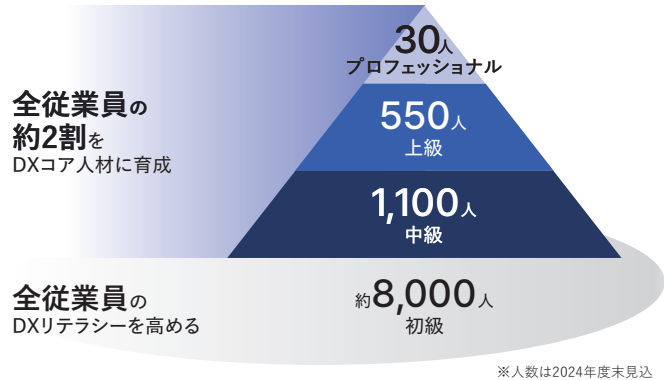 30人
プロフェッショナル
全従業員の
約2割を
DXコア人材に育成
550人
上級
1,100人
中級
全従業員の
DXリテラシーを高める
約8,000人
初級
※人数は2024年度末見込